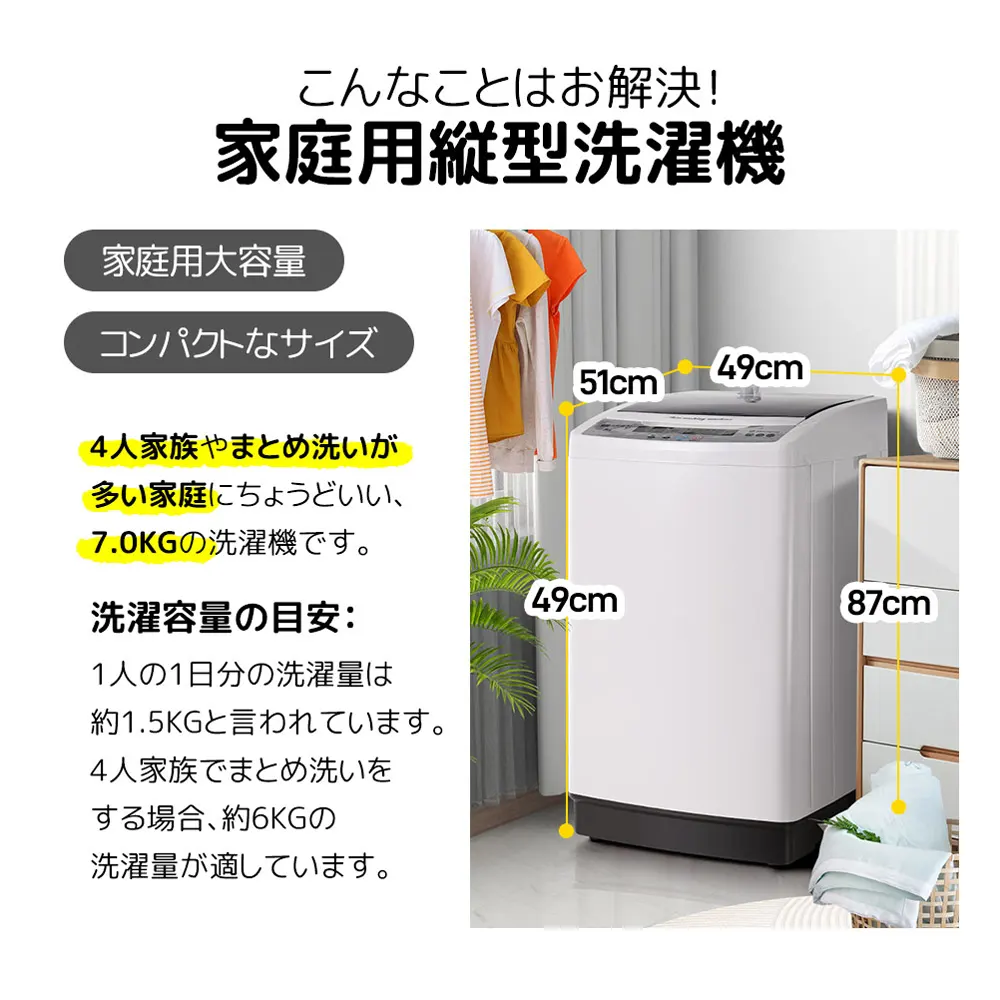 こんなことはお解決!
家庭用縦型洗濯機
家庭用大容量
コンパクトなサイズ
4人家族やまとめ洗いが
多い家庭にちょうどいい、
7.0KGの洗濯機です。
洗濯容量の目安:
1人の1日分の洗濯量は
約1.5KGと言われています。
4人家族でまとめ洗いを
する場合、約6KGの
洗濯量が適しています。
51cm
49cm
49cm
87cm